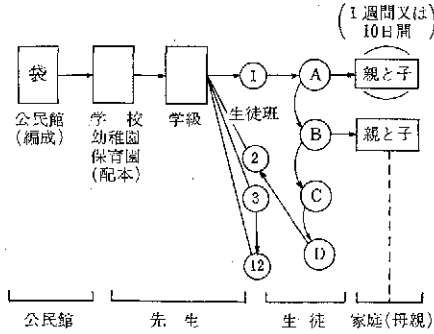 (1週間又は
10日間)
袋
1
A
親と子
公民館
(編成)
学校
幼稚園
保育園
(配本)
学級
生徒班
B
親と子
2
3
C
12
D
公民館
先生
生徒
家庭(母親)